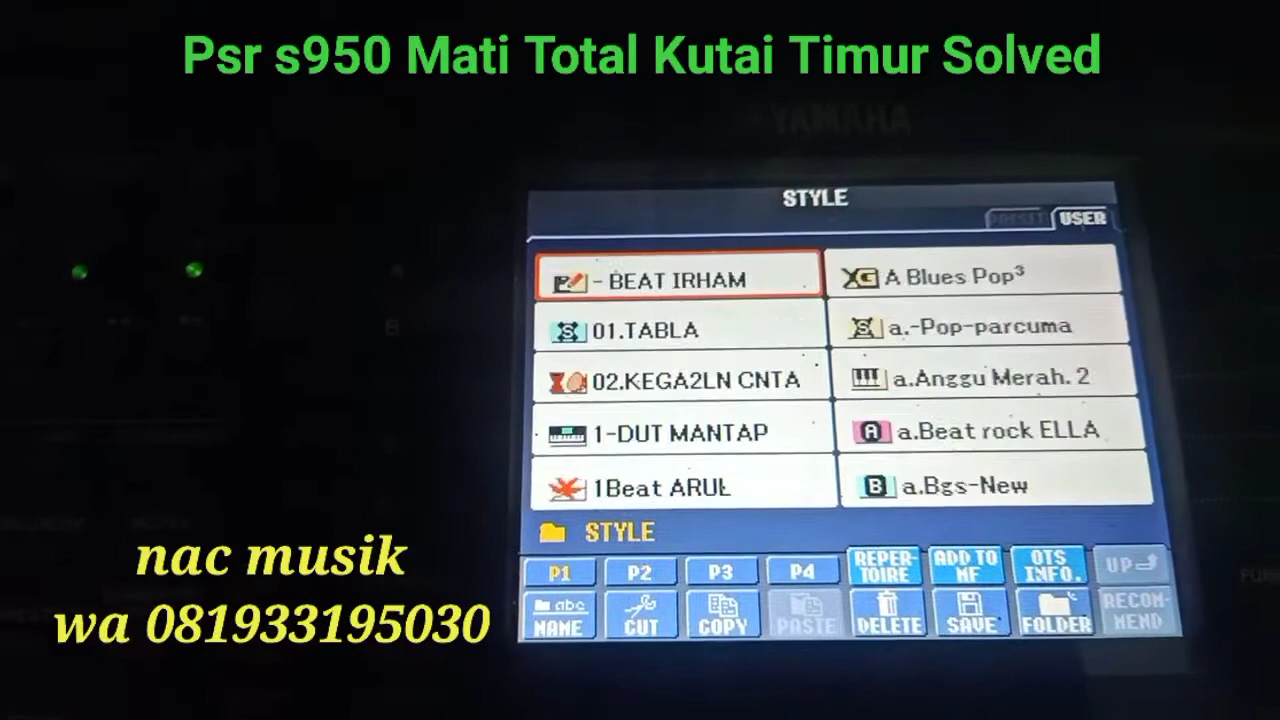 Psr s950 Mati Total Kutai Timur Solved
YAMAHA
STYLE
PRESET USER
- BEAT IRHAM
A Blues Pop³
01.TABLA
a.-Pop-parcuma
02.KEGA2LN CNTA
a.Anggu Merah. 2
1-DUT MANTAP
a.Beat rock ELLA
1Beat ARUL
a.Bgs-New
STYLE
P1 P2 P3 P4 REPER-TOIRE ADD TO MF OTS INFO. UP
abc NAME CUT COPY PASTE DELETE SAVE FOLDER RECOM-MEND
nac musik
wa 081933195030